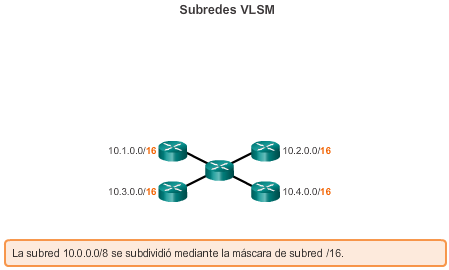 Subredes VLSM
10.1.0.0/16
10.2.0.0/16
10.3.0.0/16
10.4.0.0/16
La subred 10.0.0.0/8 se subdividió mediante la máscara de subred /16.